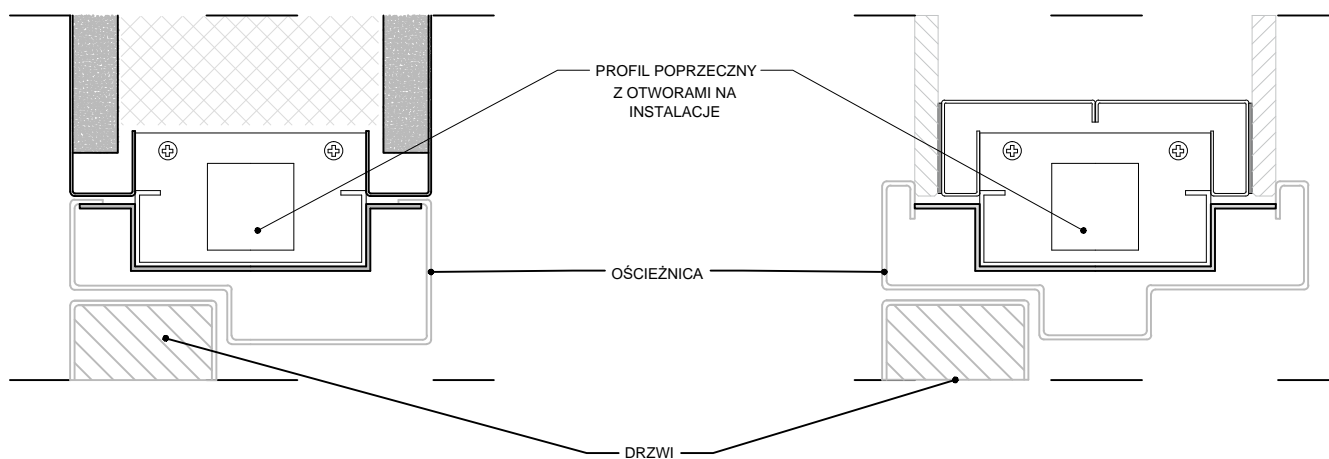 PROFIL POPRZECZNY
Z OTWORAMI NA
INSTALACJE
OŚCIEŻNICA
DRZWI